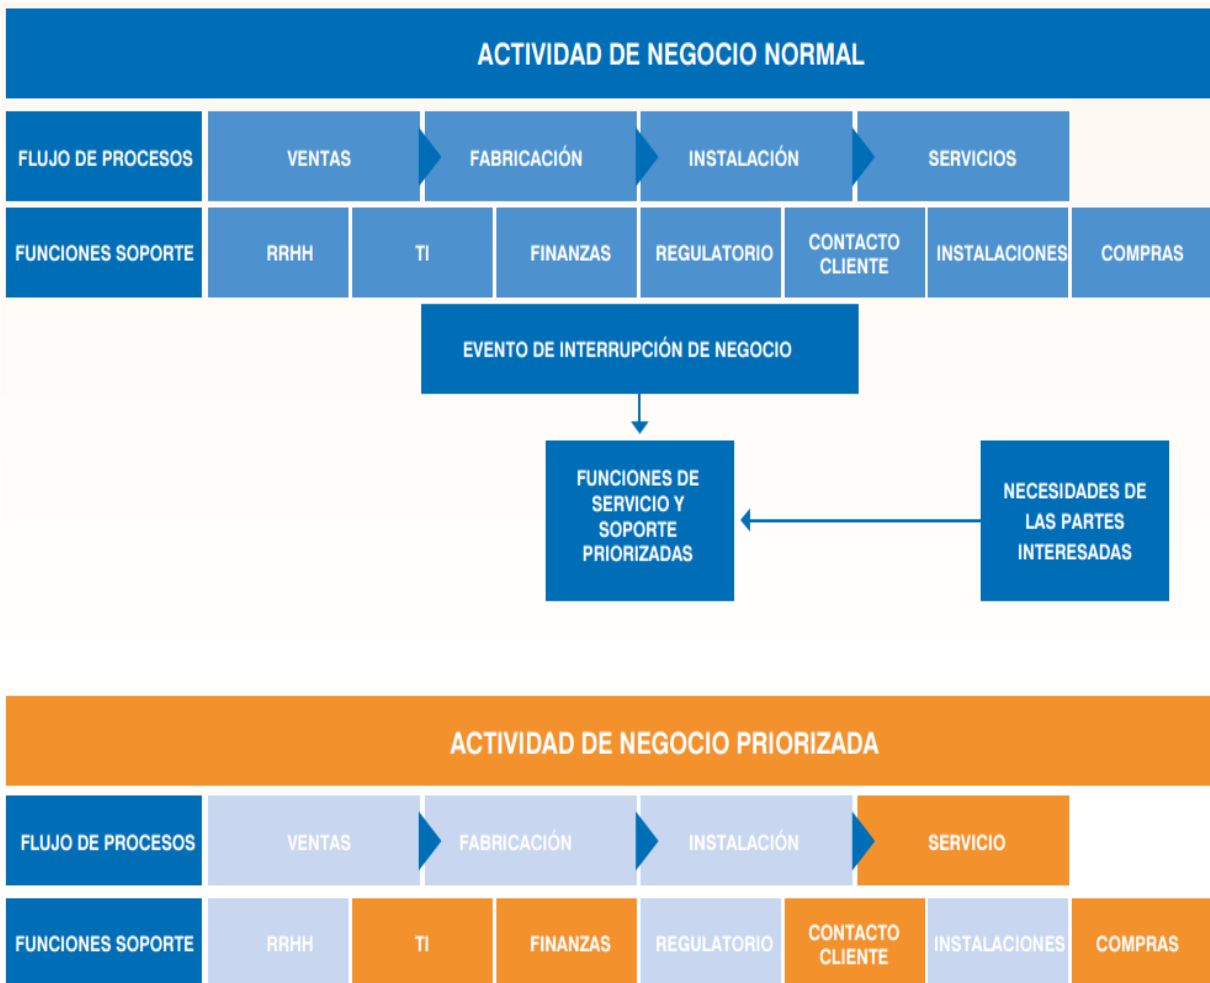 ACTIVIDAD DE NEGOCIO NORMAL
FLUJO DE PROCESOS
VENTAS
FABRICACIÓN
INSTALACIÓN
SERVICIOS
FUNCIONES SOPORTE
RRHH
TI
FINANZAS
REGULATORIO
CONTACTO
CLIENTE
INSTALACIONES
COMPRAS
EVENTO DE INTERRUPCIÓN DE NEGOCIO
FUNCIONES DE
SERVICIO Y
SOPORTE
PRIORIZADAS
NECESIDADES DE
LAS PARTES
INTERESADAS
ACTIVIDAD DE NEGOCIO PRIORIZADA
FLUJO DE PROCESOS
VENTAS
FABRICACIÓN
INSTALACIÓN
SERVICIO
FUNCIONES SOPORTE
RRHH
TI
FINANZAS
REGULATORIO
CONTACTO
CLIENTE
INSTALACIONES
COMPRAS